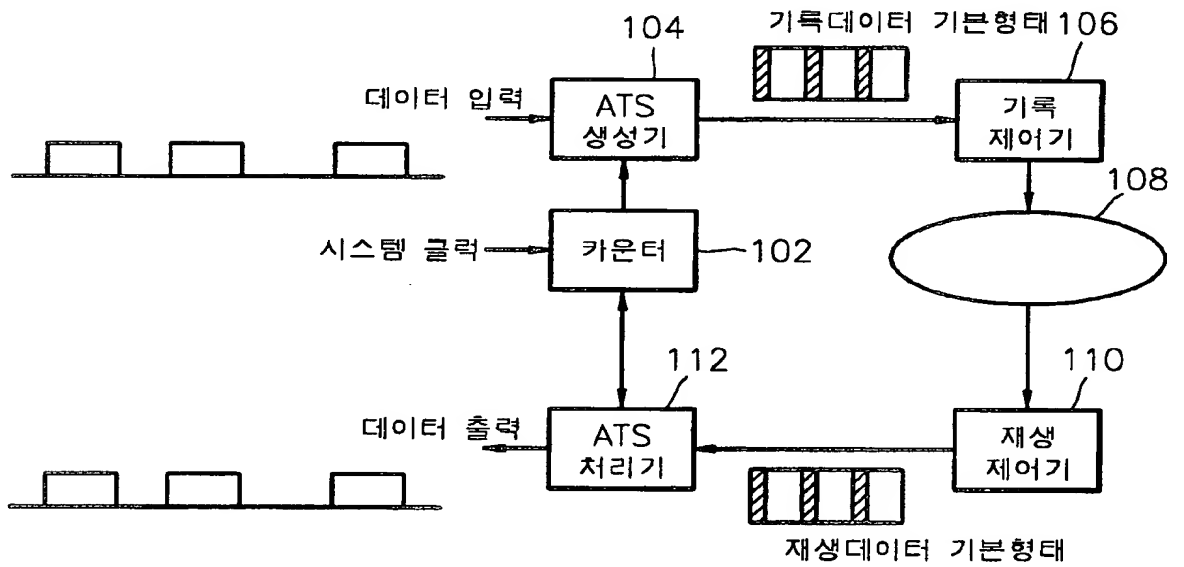 104
기록데이터 기본형태 106
데이터 입력
ATS
생성기
기록
제어기
108
시스템 클럭
카운터
102
112
110
데이터 출력
ATS
처리기
재생
제어기
재생데이터 기본형태